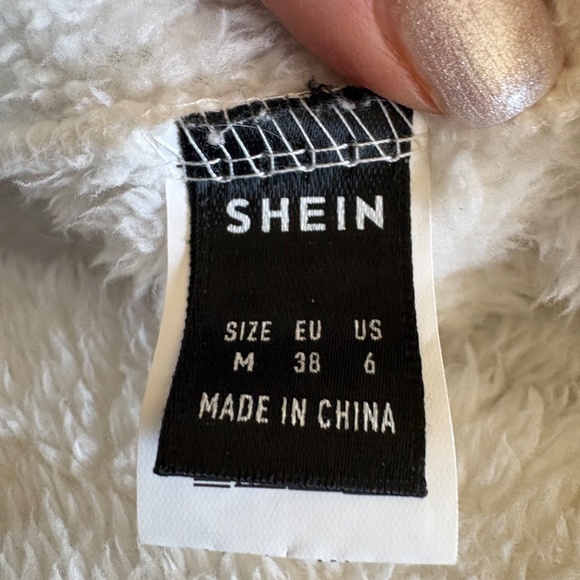 SHEIN
SIZE EU US
M 38 6
MADE IN CHINA